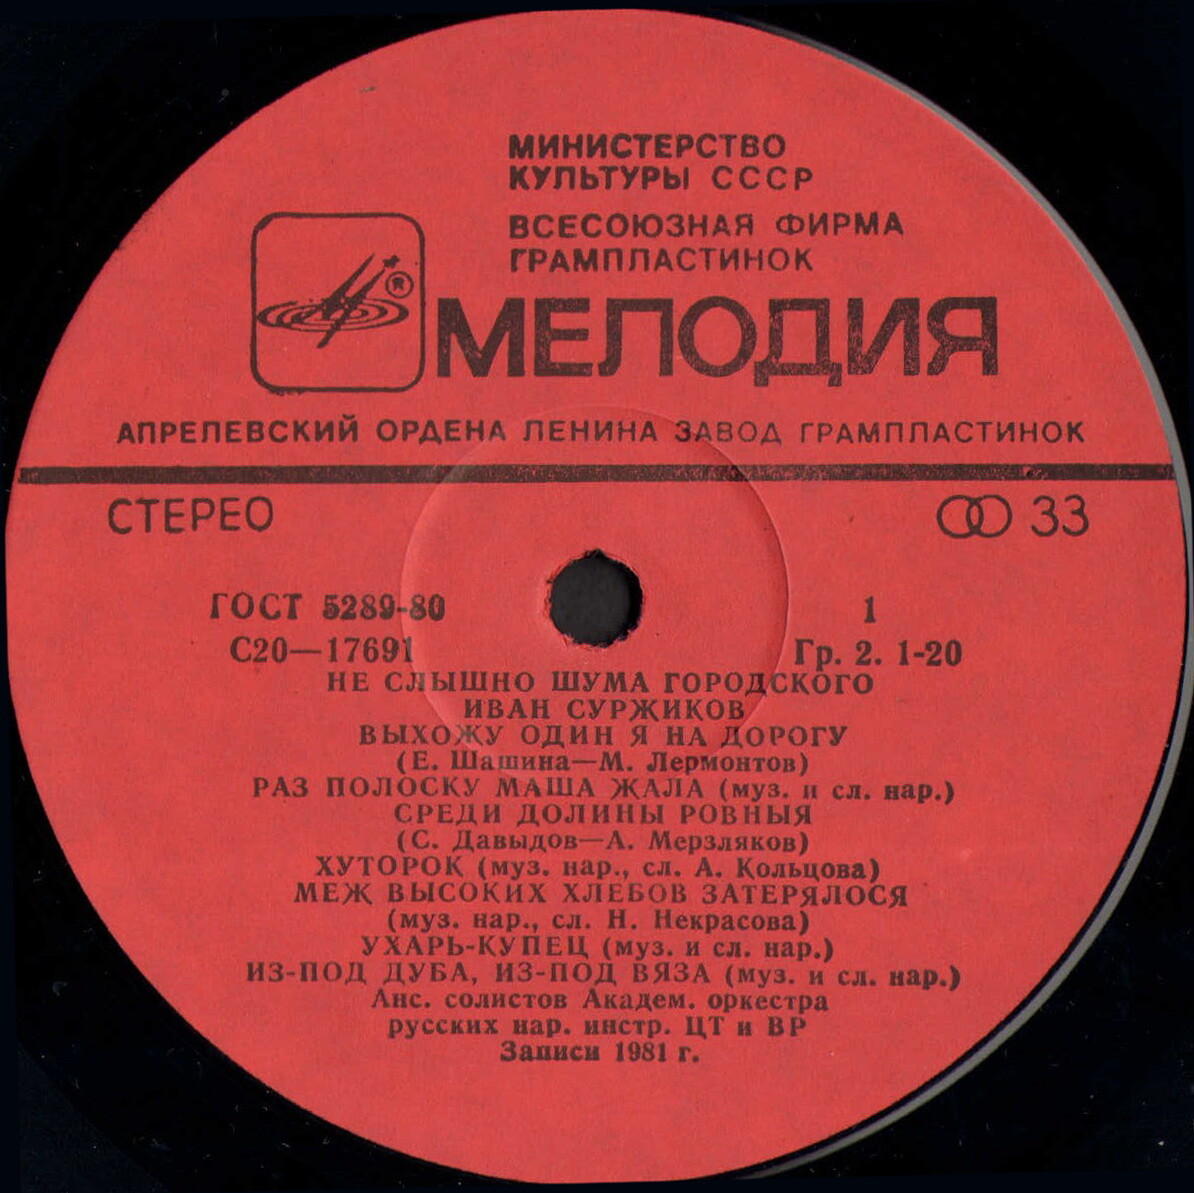 МИНИСТЕРСТВО
КУЛЬТУРЫ СССР
ВСЕСОЮЗНАЯ ФИРМА
ГРАМПЛАСТИНОК
®
МЕЛОДИЯ
АПРЕЛЕВСКИЙ ОРДЕНА ЛЕНИНА ЗАВОД ГРАМПЛАСТИНОК
СТЕРЕО
33
ГОСТ 5289-80
1
С20—17691
Гр. 2. 1-20
НЕ СЛЫШНО ШУМА ГОРОДСКОГО
ИВАН СУРЖИКОВ
ВЫХОЖУ ОДИН Я НА ДОРОГУ
(Е. Шашина—М. Лермонтов)
РАЗ ПОЛОСКУ МАША ЖАЛА (муз. и сл. нар.)
СРЕДИ ДОЛИНЫ РОВНЫЯ
(С. Давыдов—А. Мерзляков)
ХУТОРОК (муз. нар., сл. А. Кольцова)
МЕЖ ВЫСОКИХ ХЛЕБОВ ЗАТЕРЯЛОСЯ
(муз. нар., сл. Н. Некрасова)
УХАРЬ-КУПЕЦ (муз. и сл. нар.)
ИЗ-ПОД ДУБА, ИЗ-ПОД ВЯЗА (муз. и сл. нар.)
Анс. солистов Академ. оркестра
русских нар. инстр. ЦТ и ВР
Записи 1981 г.